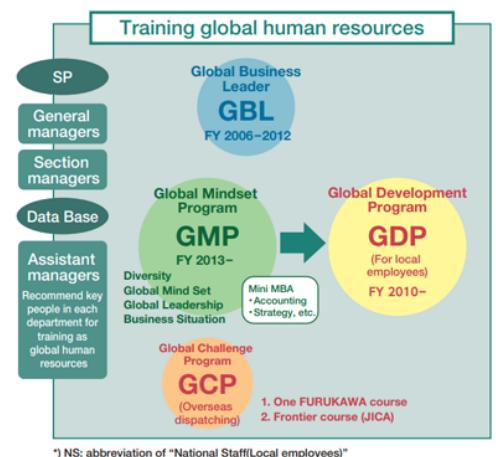 Training global human resources
SP
General
managers
Section
managers
Data Base
Assistant
managers
Recommend key
people in each
department for
training as
global human
resources
Global Business
Leader
GBL
FY 2006–2012
Global Mindset
Program
GMP
FY 2013–
Diversity
Global Mind Set
Global Leadership
Business Situation
Mini MBA
•Accounting
•Strategy, etc.
Global Development
Program
GDP
(For local
employees)
FY 2010–
Global Challenge
Program
GCP
(Overseas
dispatching)
1. One FURUKAWA course
2. Frontier course (JICA)
*) NS: abbreviation of "National Staff(Local employees)"